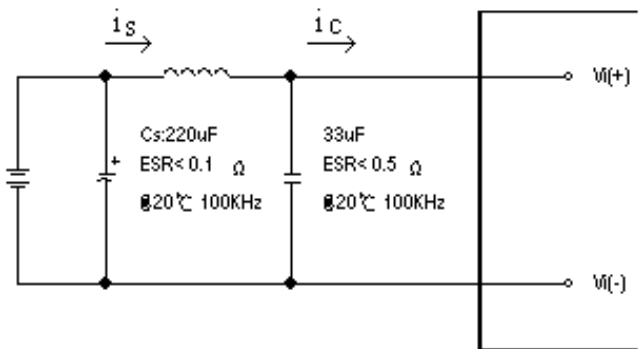 is
ic
Vi(+)
Cs:220uF
ESR<0.1 Ω
20℃ 100KHz
33uF
ESR<0.5 Ω
20℃ 100KHz
+
Vi(-)